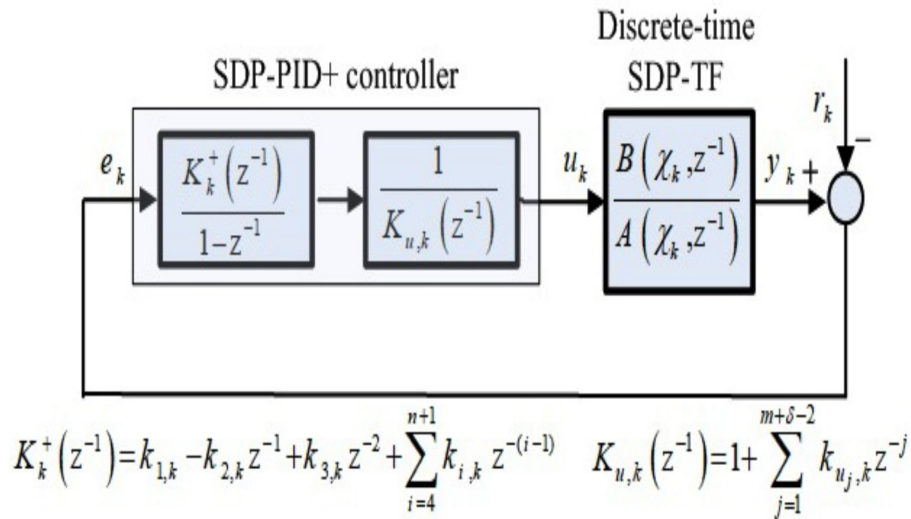 Discrete-time
SDP-TF
SDP-PID+ controller
r_k
−
e_k
K_k^+(z^{-1})
1−z^{-1}
1
K_{u,k}(z^{-1})
u_k
B(χ_k,z^{-1})
A(χ_k,z^{-1})
y_k +
K_k^+(z^{-1})=k_{1,k}−k_{2,k}z^{-1}+k_{3,k}z^{-2}+∑_{i=4}^{n+1}k_{i,k} z^{-(i-1)}
K_{u,k}(z^{-1})=1+∑_{j=1}^{m+δ-2} k_{u_j,k}z^{-j}